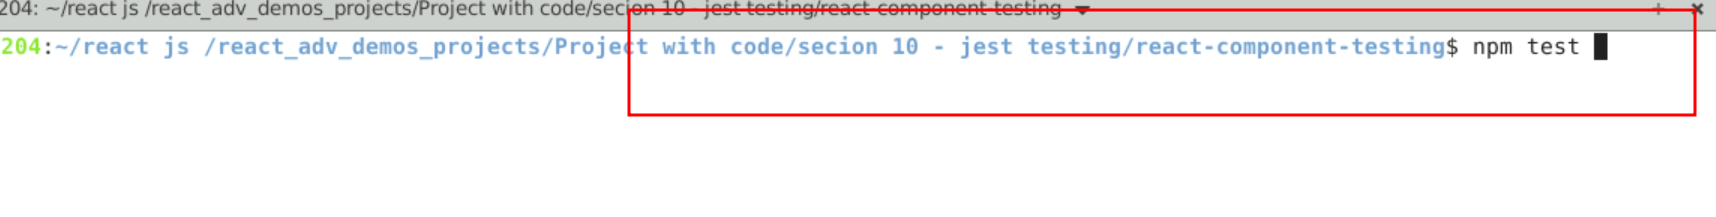 204: ~/react js /react_adv_demos_projects/Project with code/secion 10 - jest testing/react-component-testing
204:~/react js /react_adv_demos_projects/Project with code/secion 10 - jest testing/react-component-testing$ npm test